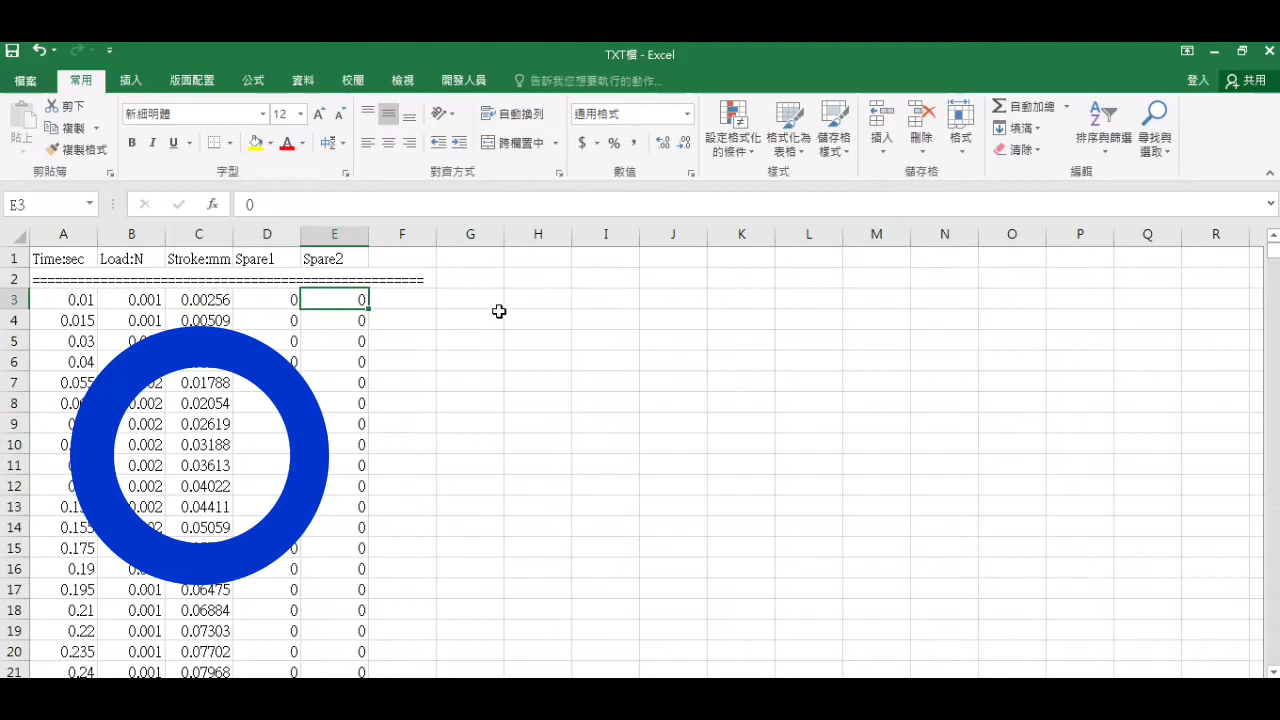 TXT檔 - Excel
檔案 常用 插入 版面配置 公式 資料 校閱 檢視 開發人員 告訴我您想要執行的動作... 登入 共用
貼上 剪下 複製 複製格式 剪貼簿
新細明體 12 A A B I U A 中 字型
自動換列 跨欄置中 對齊方式
通用格式 $ % , 數值
設定格式化的條件 格式化為表格 儲存格樣式 樣式
插入 刪除 格式 儲存格
自動加總 填滿 清除 排序與篩選 尋找與選取 編輯
E3 fx 0
A B C D E F G H I J K L M N O P Q R
1 Time:sec Load:N Stroke:mm Spare1 Spare2
2 ====================================================
3 0.01 0.001 0.00256 0 0
4 0.015 0.001 0.00509 0 0
5 0.03 0
6 0.04 0 0
7 0.055 0.01788 0
8 0.002 0.02054 0
9 0.002 0.02619 0
10 0.002 0.03188 0
11 0.002 0.03613 0
12 0.002 0.04022 0
13 0.002 0.04411 0
14 0.155 0.05059 0
15 0.175 0 0
16 0.19 0 0
17 0.195 0.001 0.06475 0 0
18 0.21 0.001 0.06884 0 0
19 0.22 0.001 0.07303 0 0
20 0.235 0.001 0.07702 0 0
21 0.24 0.001 0.07968 0 0